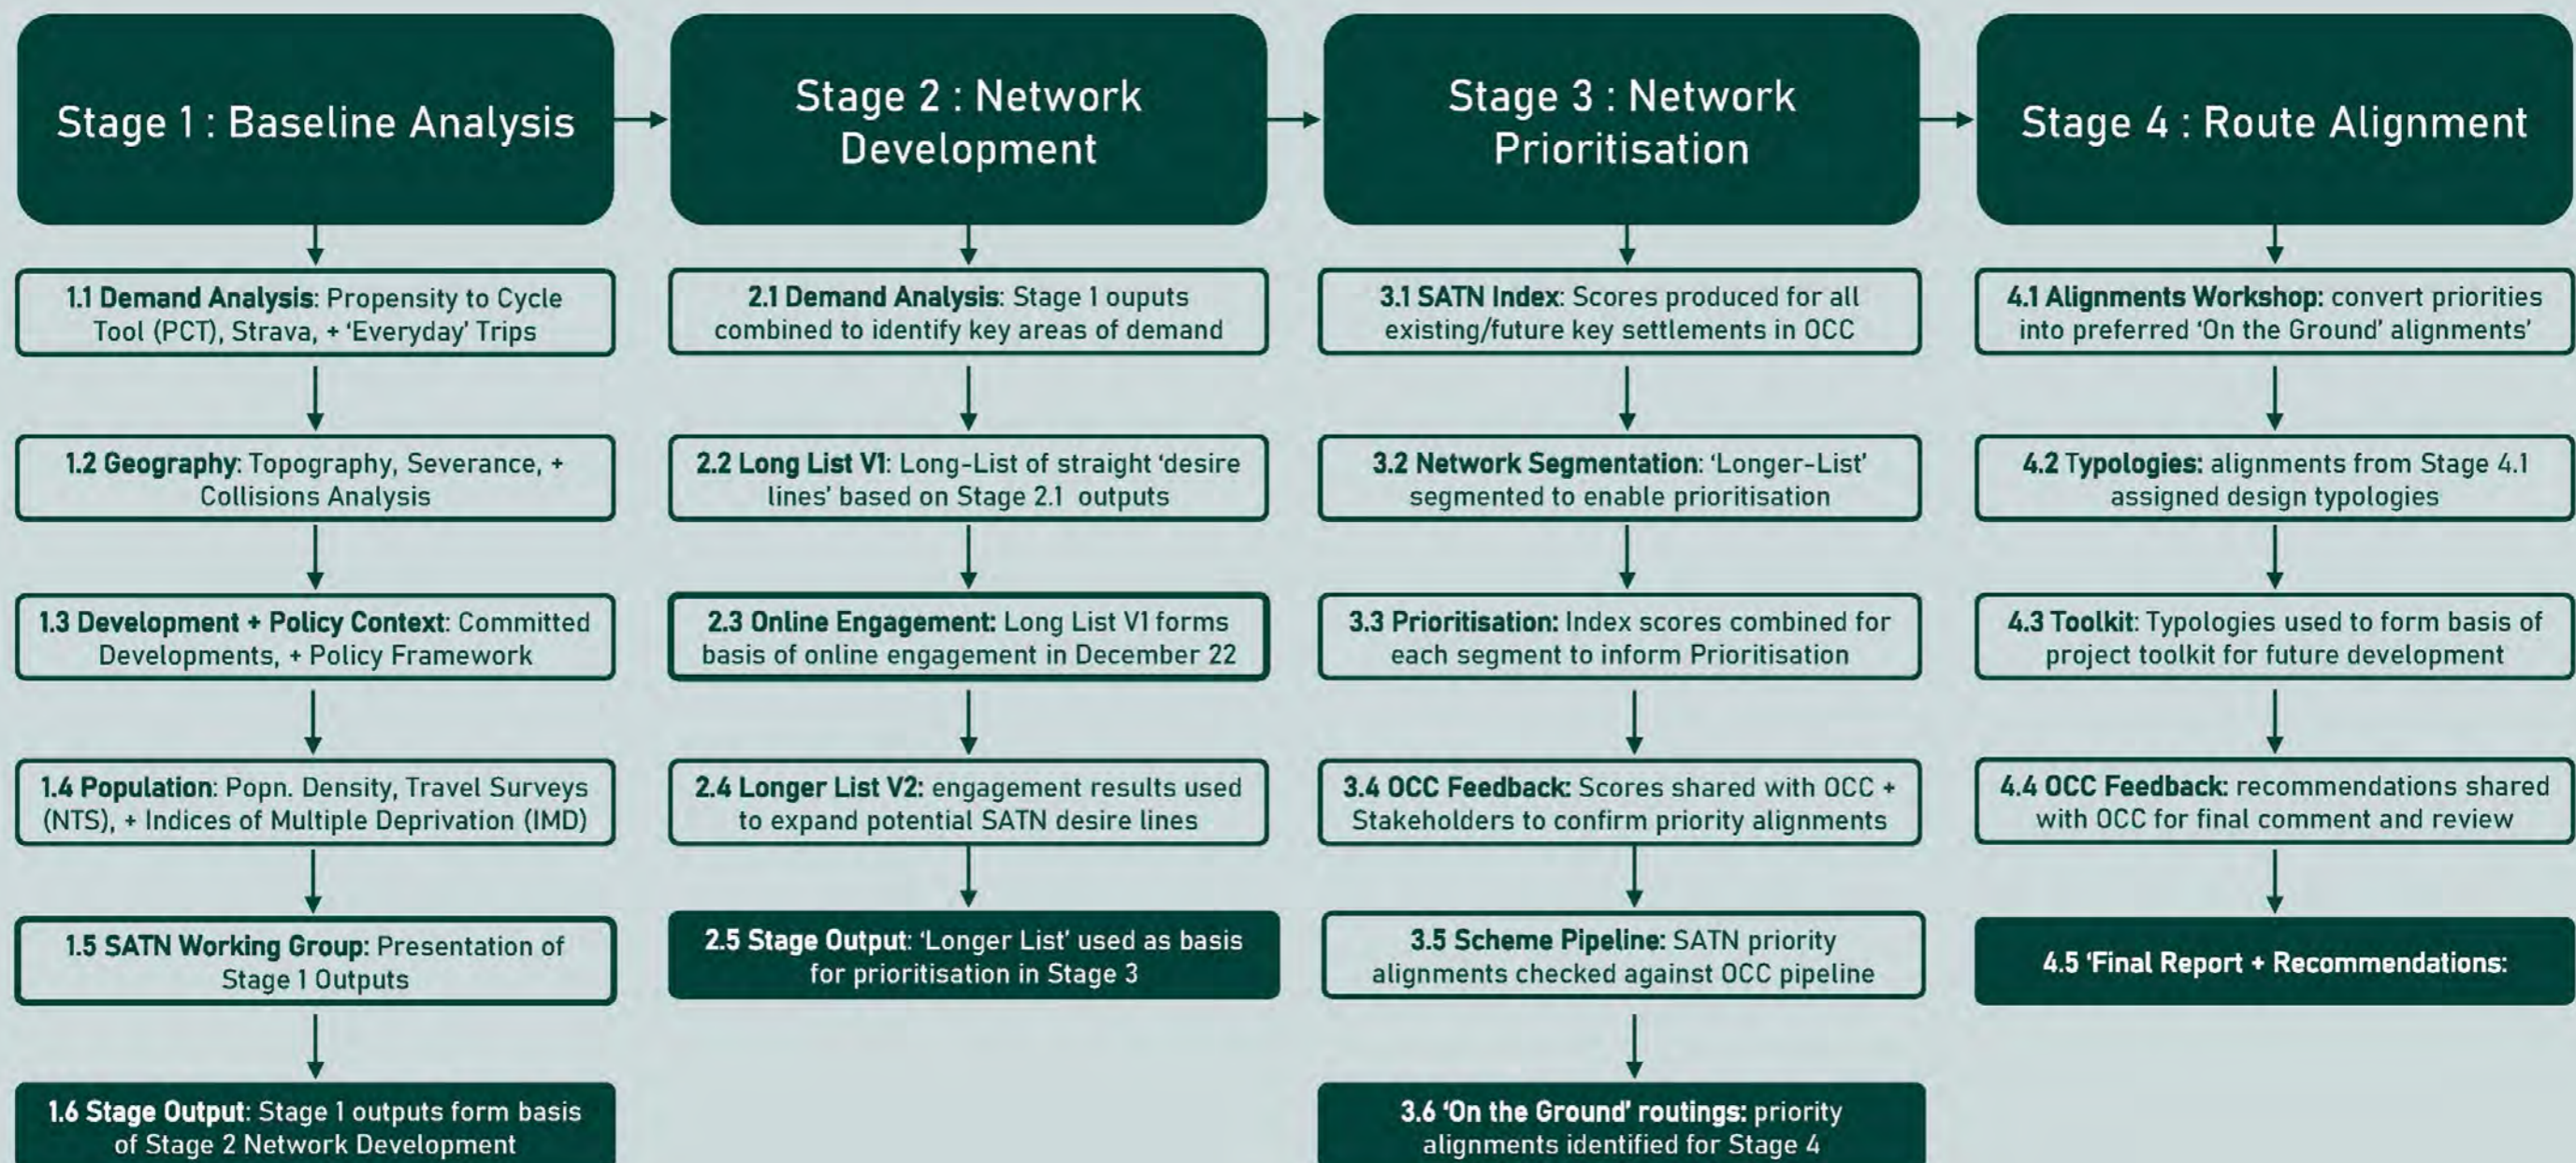 Stage 1 : Baseline Analysis
1.1 Demand Analysis: Propensity to Cycle
Tool (PCT), Strava, + ‘Everyday’ Trips
1.2 Geography: Topography, Severance, +
Collisions Analysis
1.3 Development + Policy Context: Committed
Developments, + Policy Framework
1.4 Population: Popn. Density, Travel Surveys
(NTS), + Indices of Multiple Deprivation (IMD)
1.5 SATN Working Group: Presentation of
Stage 1 Outputs
1.6 Stage Output: Stage 1 outputs form basis
of Stage 2 Network Development
Stage 2 : Network
Development
2.1 Demand Analysis: Stage 1 ouputs
combined to identify key areas of demand
2.2 Long List V1: Long-List of straight ‘desire
lines’ based on Stage 2.1 outputs
2.3 Online Engagement: Long List V1 forms
basis of online engagement in December 22
2.4 Longer List V2: engagement results used
to expand potential SATN desire lines
2.5 Stage Output: ‘Longer List’ used as basis
for prioritisation in Stage 3
Stage 3 : Network
Prioritisation
3.1 SATN Index: Scores produced for all
existing/future key settlements in OCC
3.2 Network Segmentation: ‘Longer-List’
segmented to enable prioritisation
3.3 Prioritisation: Index scores combined for
each segment to inform Prioritisation
3.4 OCC Feedback: Scores shared with OCC +
Stakeholders to confirm priority alignments
3.5 Scheme Pipeline: SATN priority
alignments checked against OCC pipeline
3.6 ‘On the Ground’ routings: priority
alignments identified for Stage 4
Stage 4 : Route Alignment
4.1 Alignments Workshop: convert priorities
into preferred ‘On the Ground’ alignments’
4.2 Typologies: alignments from Stage 4.1
assigned design typologies
4.3 Toolkit: Typologies used to form basis of
project toolkit for future development
4.4 OCC Feedback: recommendations shared
with OCC for final comment and review
4.5 ‘Final Report + Recommendations: